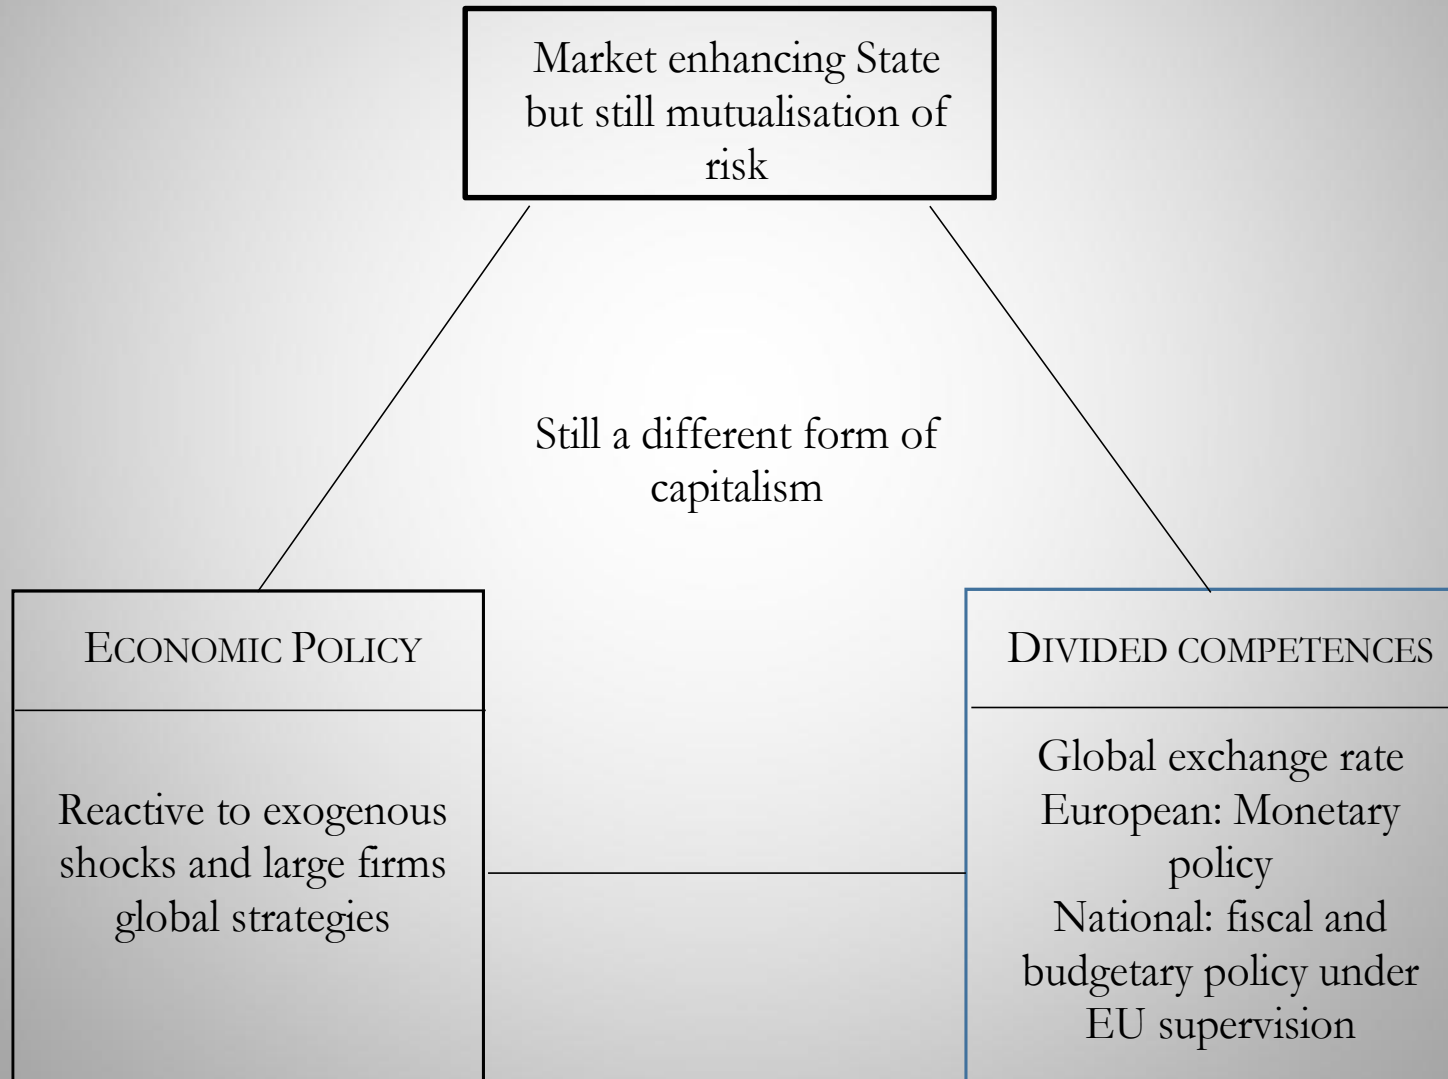 Market enhancing State
but still mutualisation of
risk
Still a different form of
capitalism
ECONOMIC POLICY
Reactive to exogenous
shocks and large firms
global strategies
DIVIDED COMPETENCES
Global exchange rate
European: Monetary
policy
National: fiscal and
budgetary policy under
EU supervision